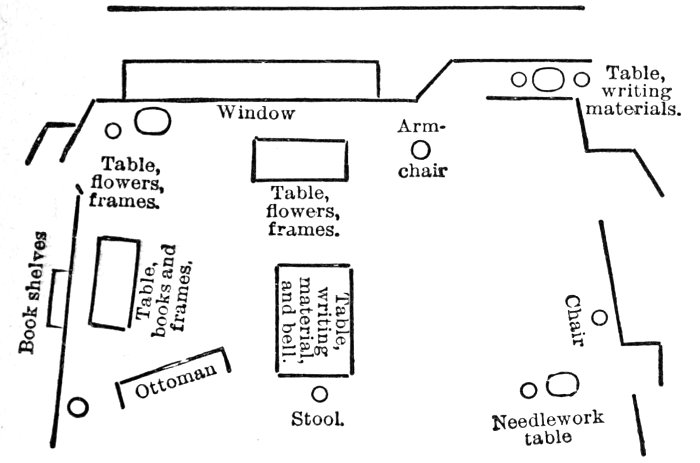 Table,
writing
materials.
Window
Arm-
chair
Table,
flowers,
frames.
Table,
flowers,
frames.
Book shelves
Table,
books and
frames.
Table,
writing
material,
and bell.
Chair
Ottoman
Stool.
Needlework
table